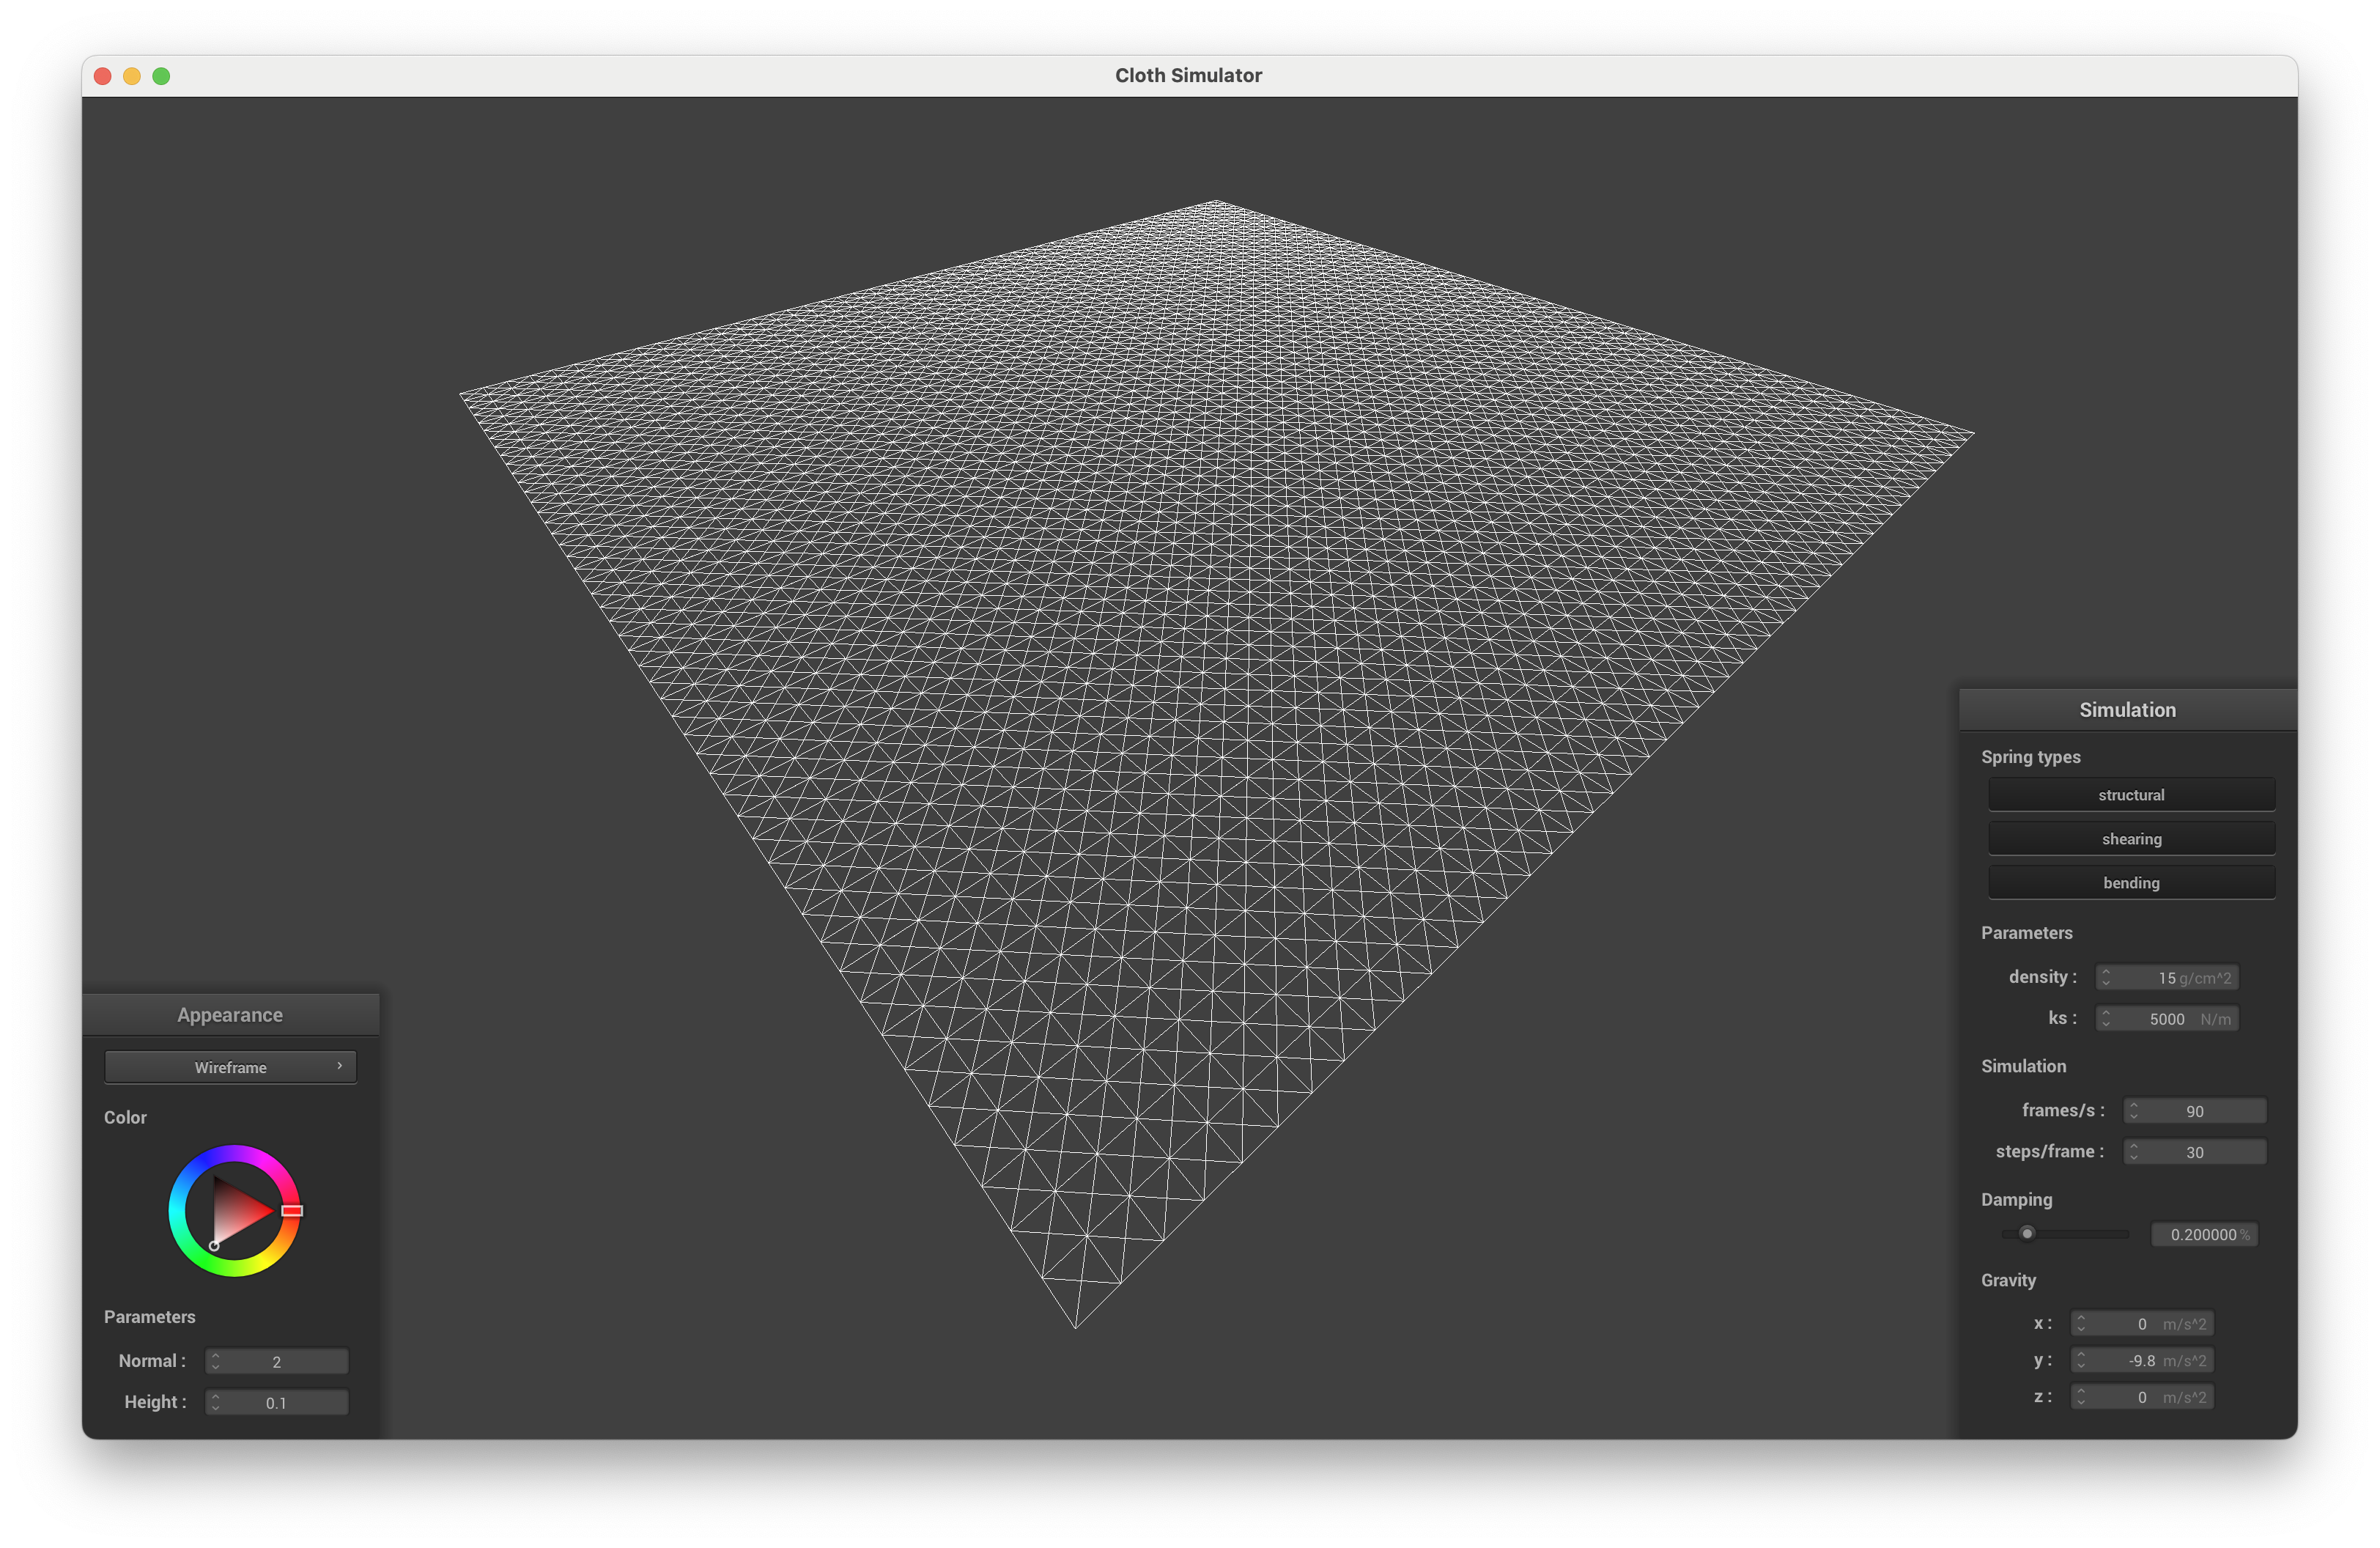 Cloth Simulator
Simulation
Spring types
structural
shearing
bending
Parameters
density : 15 g/cm^2
ks : 5000 N/m
Simulation
frames/s : 90
steps/frame : 30
Damping
0.200000 %
Gravity
x : 0 m/s^2
y : -9.8 m/s^2
z : 0 m/s^2
Appearance
Wireframe
Color
Parameters
Normal : 2
Height : 0.1